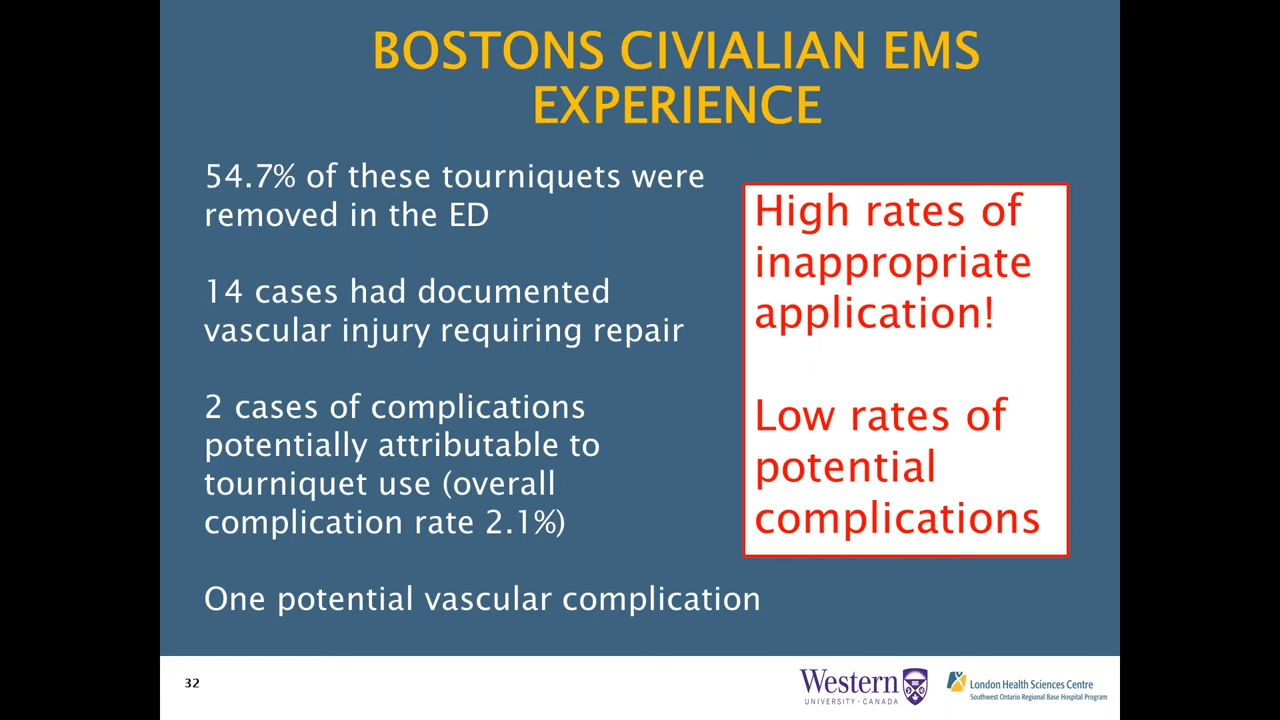 BOSTONS CIVIALIAN EMS
EXPERIENCE
54.7% of these tourniquets were
removed in the ED
14 cases had documented
vascular injury requiring repair
2 cases of complications
potentially attributable to
tourniquet use (overall
complication rate 2.1%)
One potential vascular complication
High rates of
inappropriate
application!
Low rates of
potential
complications
32
Western
UNIVERSITY · CANADA
London Health Sciences Centre
Southwest Ontario Regional Base Hospital Program